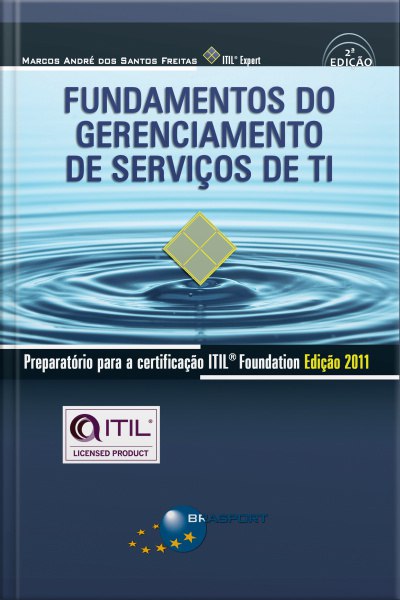 MARCOS ANDRÉ DOS SANTOS FREITAS ITIL® Expert
2ª
EDIÇÃO
FUNDAMENTOS DO
GERENCIAMENTO
DE SERVIÇOS DE TI
Preparatório para a certificação ITIL® Foundation Edição 2011
ITIL®
LICENSED PRODUCT
BRASPORT